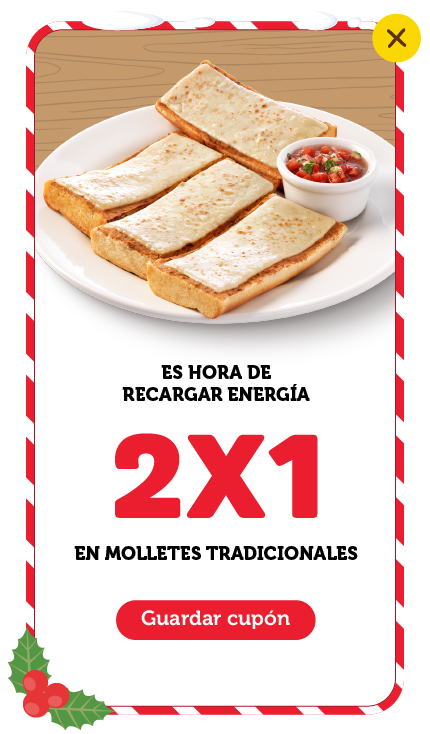 ES HORA DE
RECARGAR ENERGÍA
2X1
EN MOLLETES TRADICIONALES
Guardar cupón